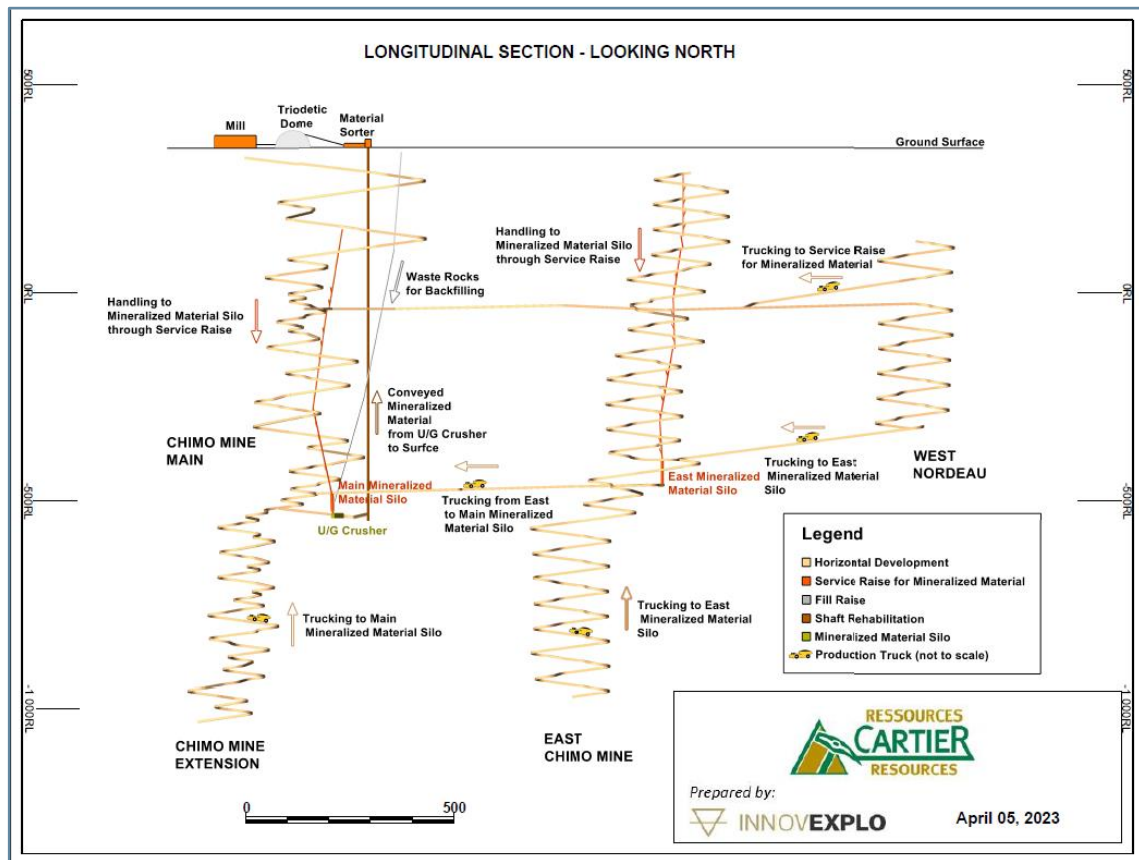 LONGITUDINAL SECTION - LOOKING NORTH
500RL
500RL
Mill
Triodetic
Dome
Material
Sorter
Ground Surface
Handling to
Mineralized Material Silo
through Service Raise
Trucking to Service Raise
for Mineralized Material
Waste Rocks
for Backfilling
0RL
0RL
Handling to
Mineralized Material Silo
through Service Raise
Conveyed
Mineralized
Material
from U/G Crusher
to Surfce
CHIMO MINE
MAIN
WEST
NORDEAU
Trucking to East
Mineralized Material
Silo
Main Mineralized
Material Silo
East Mineralized
Material Silo
-500RL
-500RL
Trucking from East
to Main Mineralized
Material Silo
U/G Crusher
Legend
Horizontal Development
Service Raise for Mineralized Material
Fill Raise
Shaft Rehabilitation
Mineralized Material Silo
Production Truck (not to scale)
Trucking to Main
Mineralized Material Silo
Trucking to East
Mineralized Material
Silo
-1 000RL
-1 000RL
CHIMO MINE
EXTENSION
EAST
CHIMO MINE
0
500
RESSOURCES
CARTIER
RESOURCES
Prepared by:
INNOVEXPLO
April 05, 2023